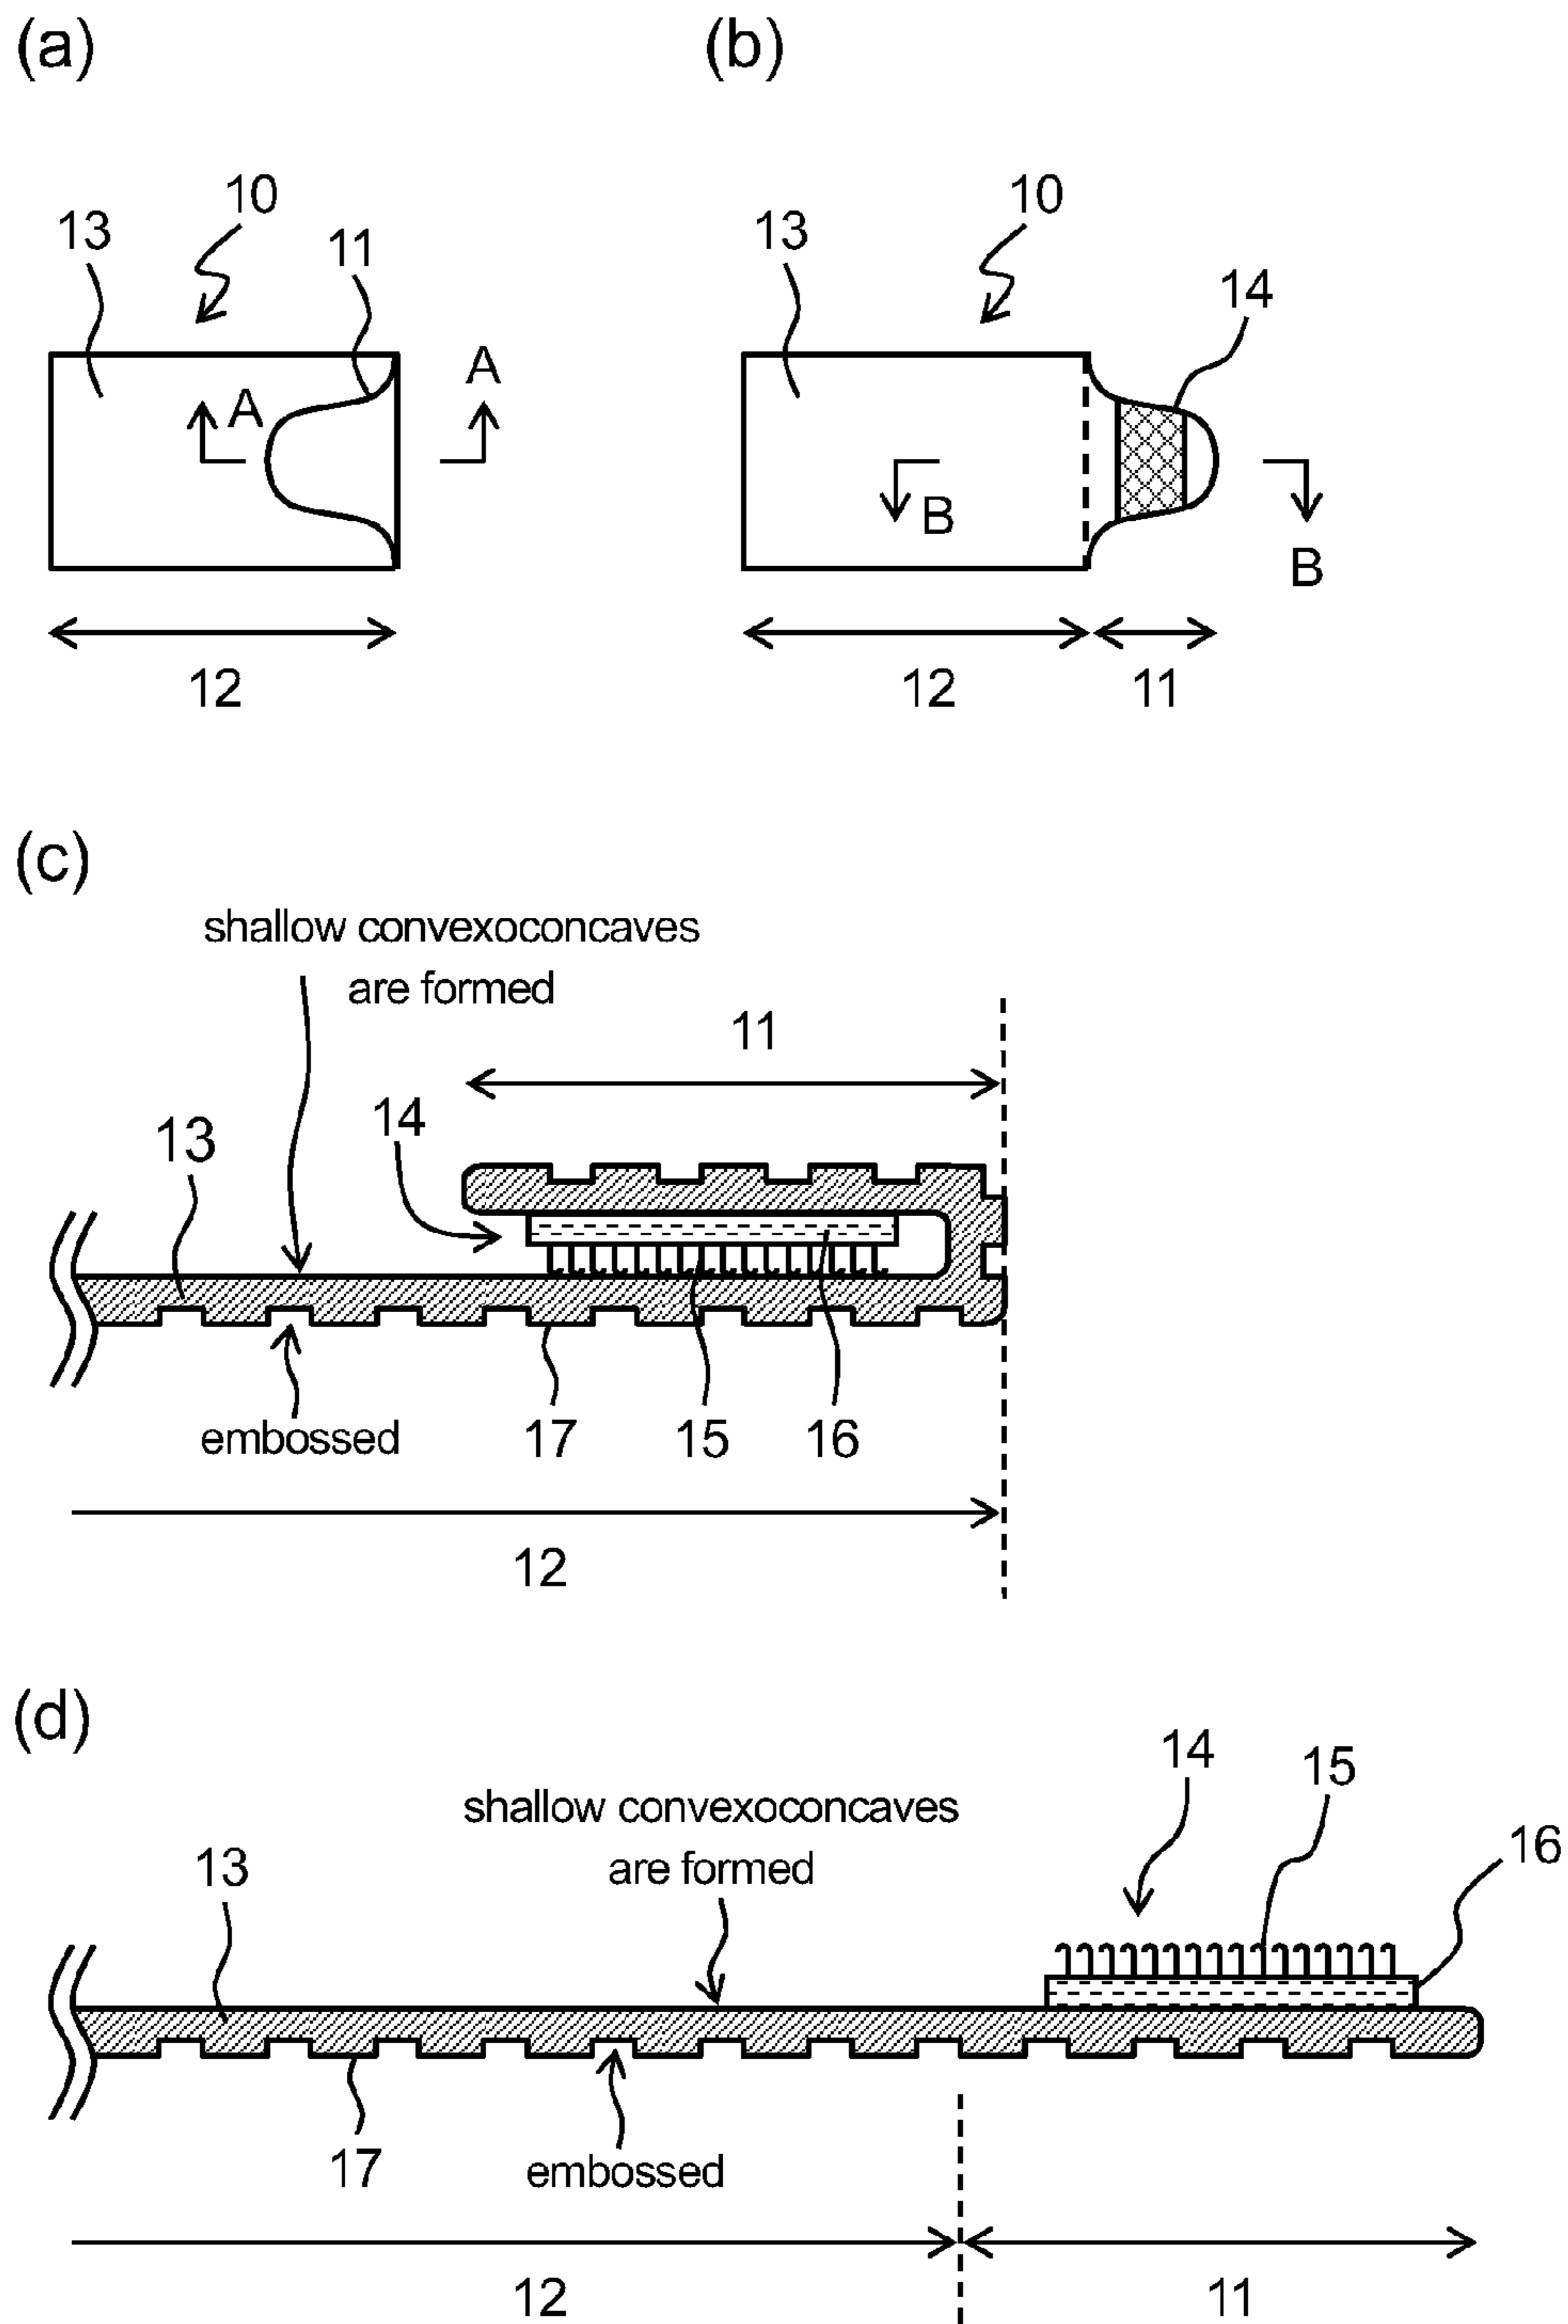 (a)
(b)
10
13
11
A
A
12
10
13
14
B
B
12
11
(c)
shallow convexoconcaves
are formed
11
14
13
embossed
17
15
16
12
(d)
14
15
shallow convexoconcaves
are formed
16
13
17
embossed
12
11